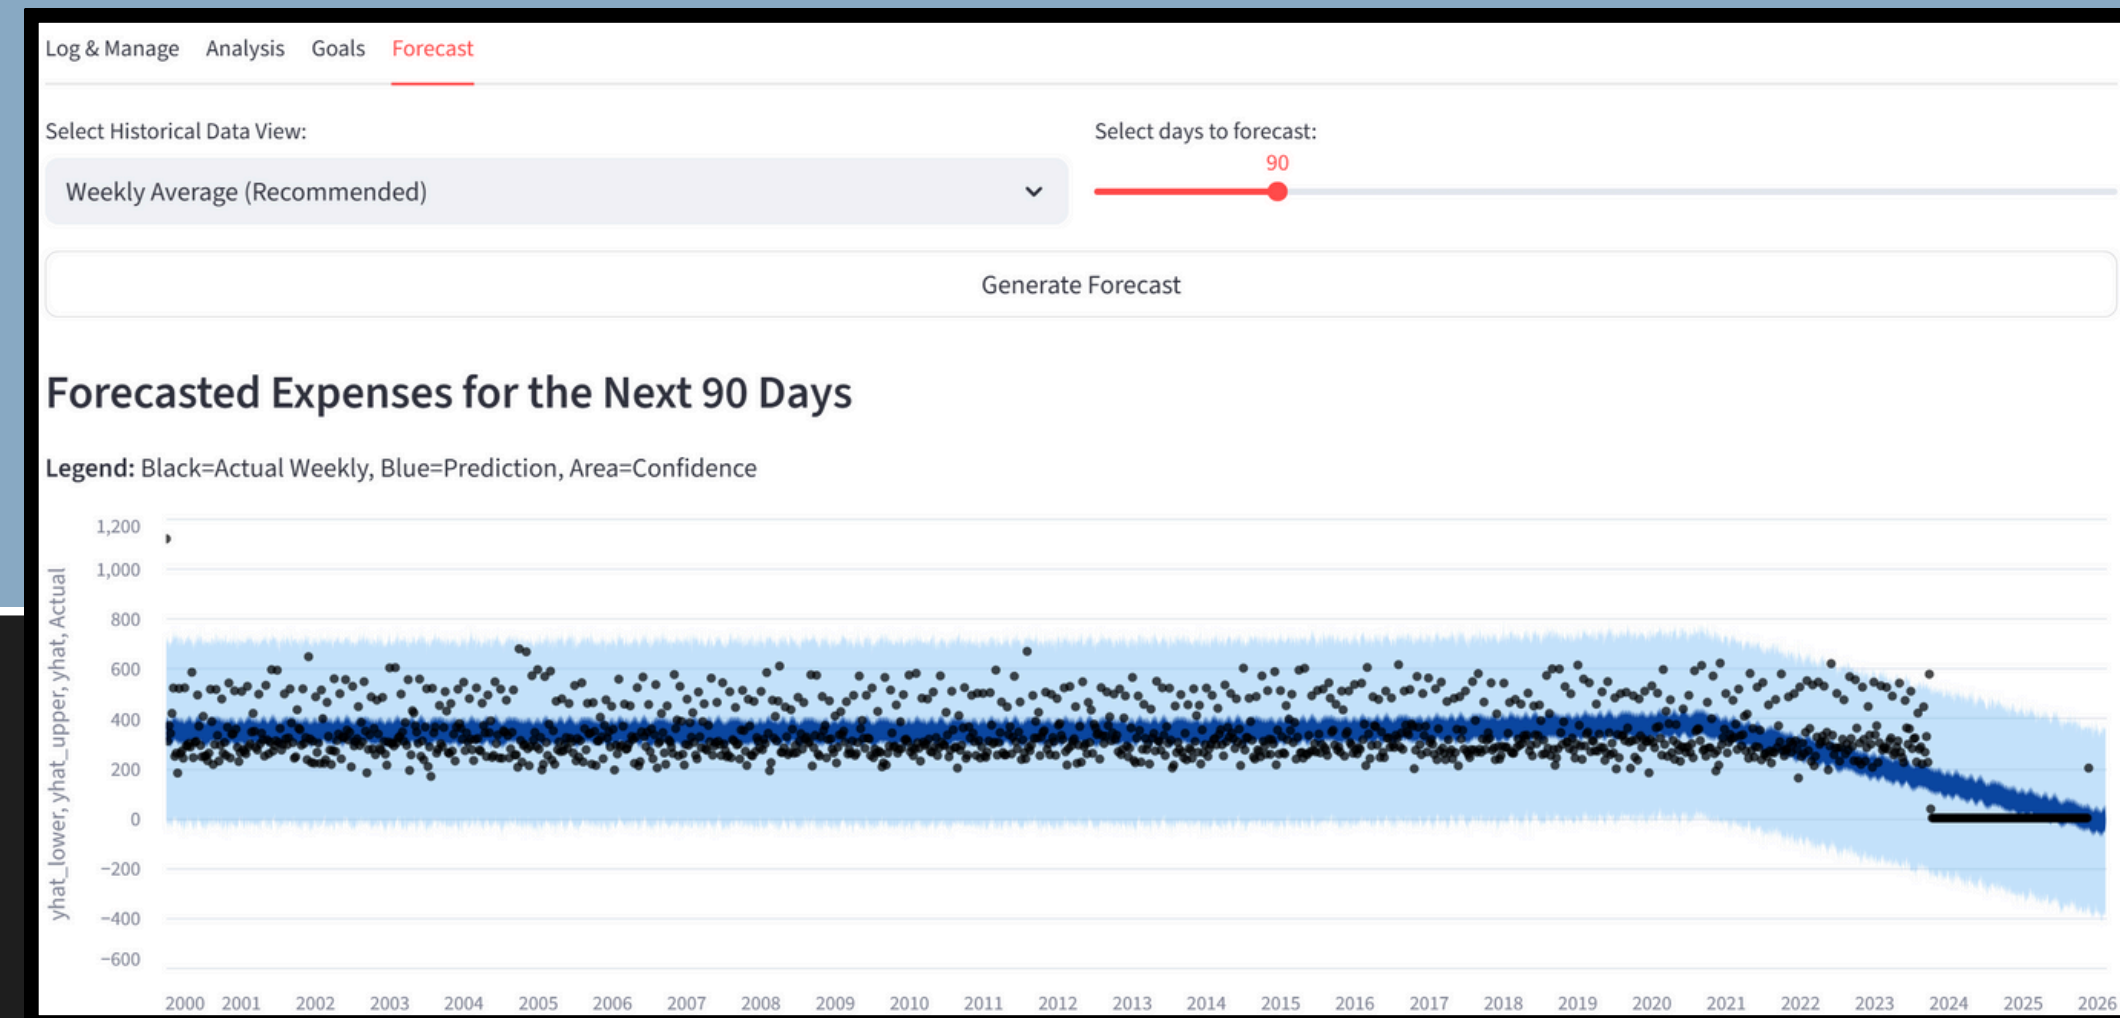 Log & Manage Analysis Goals Forecast
Select Historical Data View:
Select days to forecast:
90
Weekly Average (Recommended)
Generate Forecast
Forecasted Expenses for the Next 90 Days
Legend: Black=Actual Weekly, Blue=Prediction, Area=Confidence
yhat_lower, yhat_upper, yhat, Actual
1,200
1,000
800
600
400
200
0
−200
−400
−600
2000 2001 2002 2003 2004 2005 2006 2007 2008 2009 2010 2011 2012 2013 2014 2015 2016 2017 2018 2019 2020 2021 2022 2023 2024 2025 2026